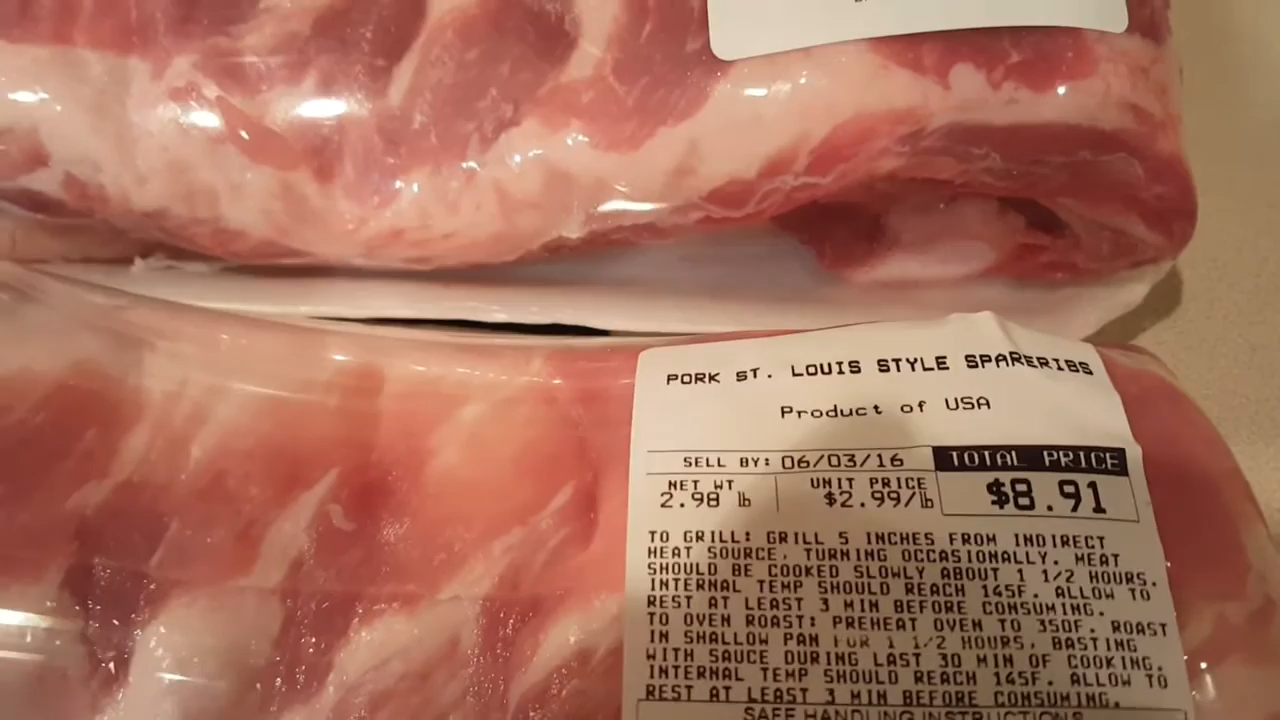 PORK ST. LOUIS STYLE SPARERIBS
Product of USA
SELL BY: 06/03/16 TOTAL PRICE
NET WT UNIT PRICE
2.98 lb $2.99/lb $8.91
TO GRILL: GRILL 5 INCHES FROM INDIRECT
HEAT SOURCE, TURNING OCCASIONALLY. MEAT
SHOULD BE COOKED SLOWLY ABOUT 1 1/2 HOURS.
INTERNAL TEMP SHOULD REACH 145F. ALLOW TO
REST AT LEAST 3 MIN BEFORE CONSUMING.
TO OVEN ROAST: PREHEAT OVEN TO 350F. ROAST
IN SHALLOW PAN FOR 1 1/2 HOURS, BASTING
WITH SAUCE DURING LAST 30 MIN OF COOKING.
INTERNAL TEMP SHOULD REACH 145F. ALLOW TO
REST AT LEAST 3 MIN BEFORE CONSUMING.
SAFE HANDLING INSTRUCTIONS